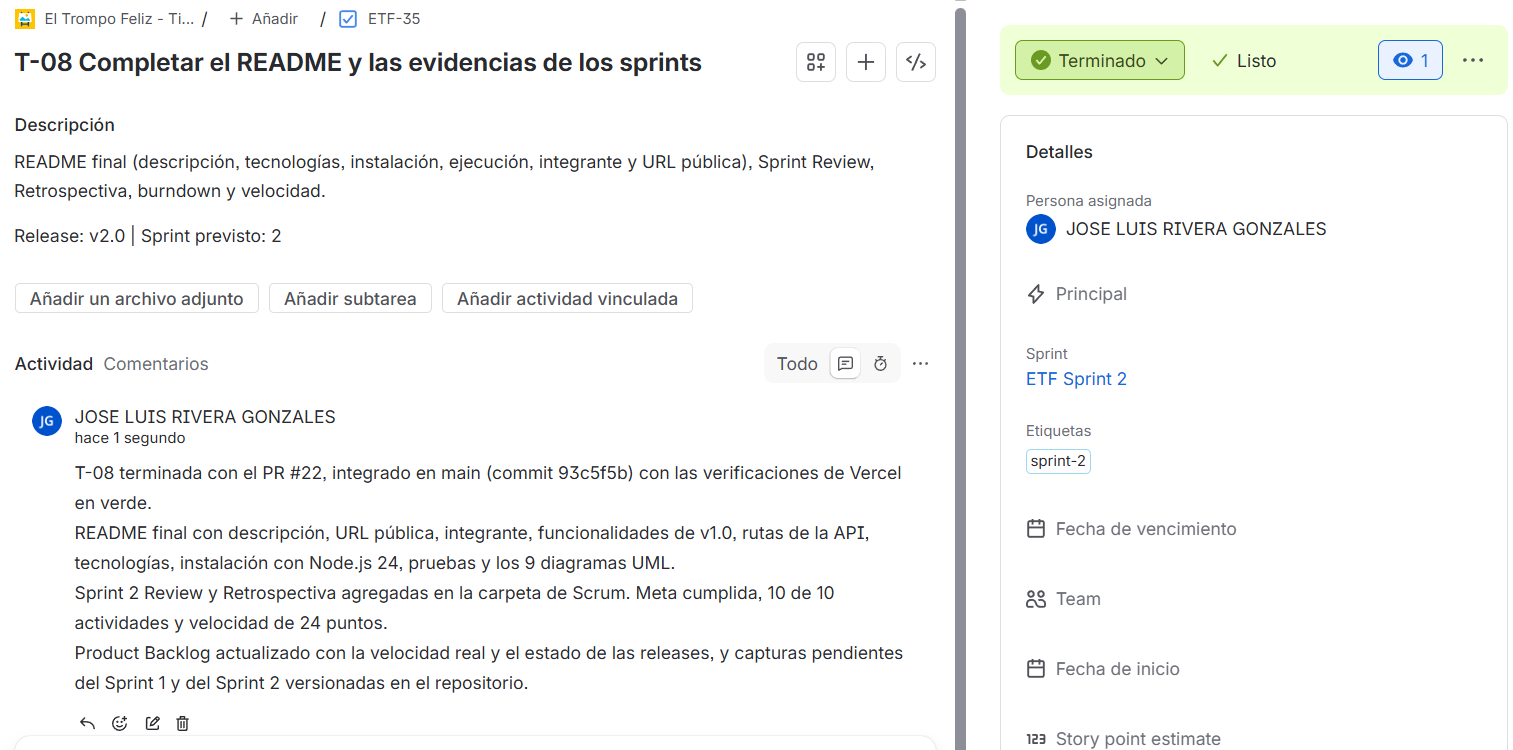 El Trompo Feliz - Ti... / + Añadir / ETF-35
T-08 Completar el README y las evidencias de los sprints
Descripción
README final (descripción, tecnologías, instalación, ejecución, integrante y URL pública), Sprint Review,
Retrospectiva, burndown y velocidad.
Release: v2.0 | Sprint previsto: 2
Añadir un archivo adjunto
Añadir subtarea
Añadir actividad vinculada
Actividad
Comentarios
Todo
JG
JOSE LUIS RIVERA GONZALES
hace 1 segundo
T-08 terminada con el PR #22, integrado en main (commit 93c5f5b) con las verificaciones de Vercel
en verde.
README final con descripción, URL pública, integrante, funcionalidades de v1.0, rutas de la API,
tecnologías, instalación con Node.js 24, pruebas y los 9 diagramas UML.
Sprint 2 Review y Retrospectiva agregadas en la carpeta de Scrum. Meta cumplida, 10 de 10
actividades y velocidad de 24 puntos.
Product Backlog actualizado con la velocidad real y el estado de las releases, y capturas pendientes
del Sprint 1 y del Sprint 2 versionadas en el repositorio.
Terminado
Listo
1
Detalles
Persona asignada
JG
JOSE LUIS RIVERA GONZALES
Principal
Sprint
ETF Sprint 2
Etiquetas
sprint-2
Fecha de vencimiento
Team
Fecha de inicio
123 Story point estimate